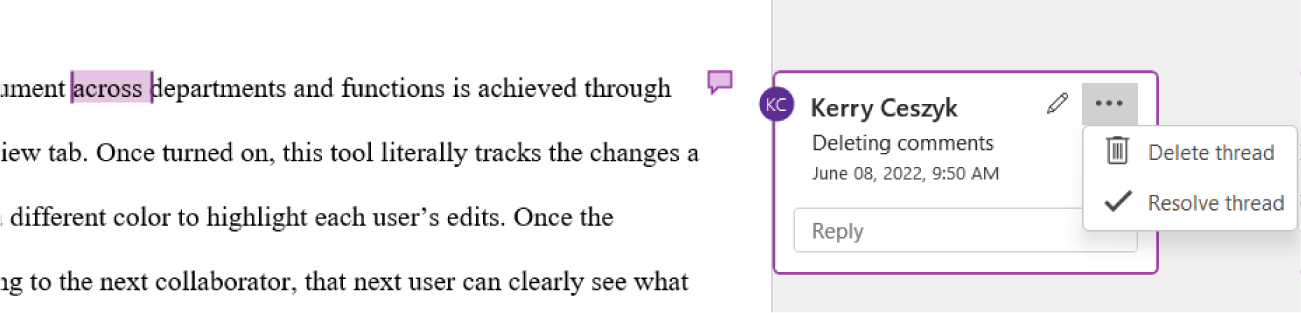 ument across departments and functions is achieved through
iew tab. Once turned on, this tool literally tracks the changes a
different color to highlight each user’s edits. Once the
ng to the next collaborator, that next user can clearly see what
KC
Kerry Ceszyk
Deleting comments
June 08, 2022, 9:50 AM
Reply
Delete thread
Resolve thread